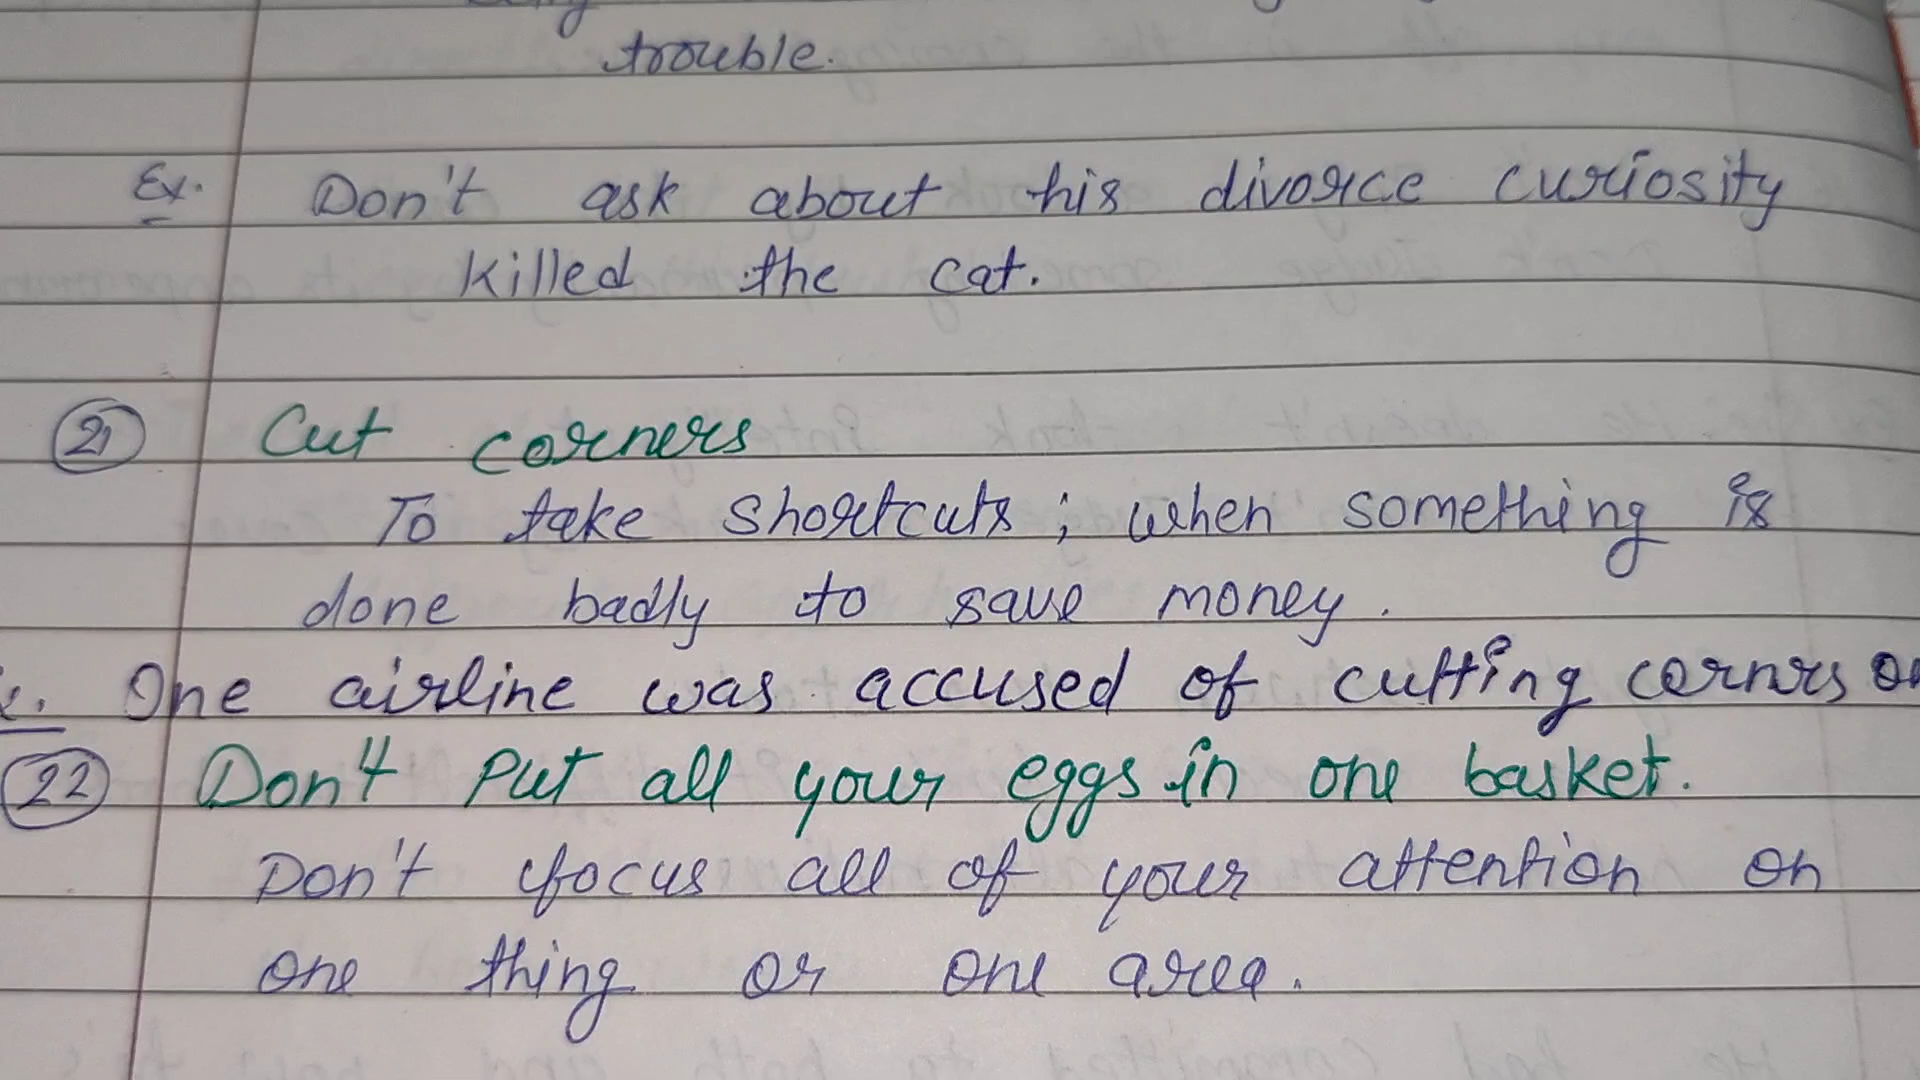 trouble.
Ex. Don't ask about his divorce curiosity
killed the cat.
21 Cut corners
To take shortcuts; when something is
done badly to save money.
One airline was accused of cutting corners
22 Don't Put all your eggs in one basket.
Don't focus all of your attention on
one thing or one area.